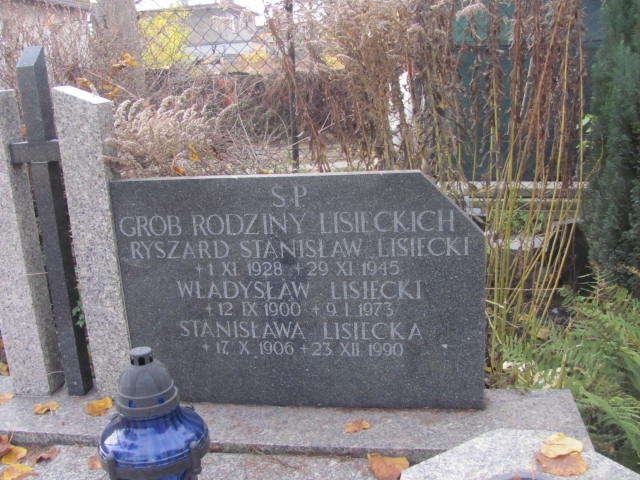 Ś.P.
GRÓB RODZINY LISIECKICH
RYSZARD STANISŁAW LISIECKI
+1 XI 1928 +29 XI 1945
WŁADYSŁAW LISIECKI
+12 IX 1900 +9 I 1973
STANISŁAWA LISIECKA
+17 X 1906 +23 XII 1990